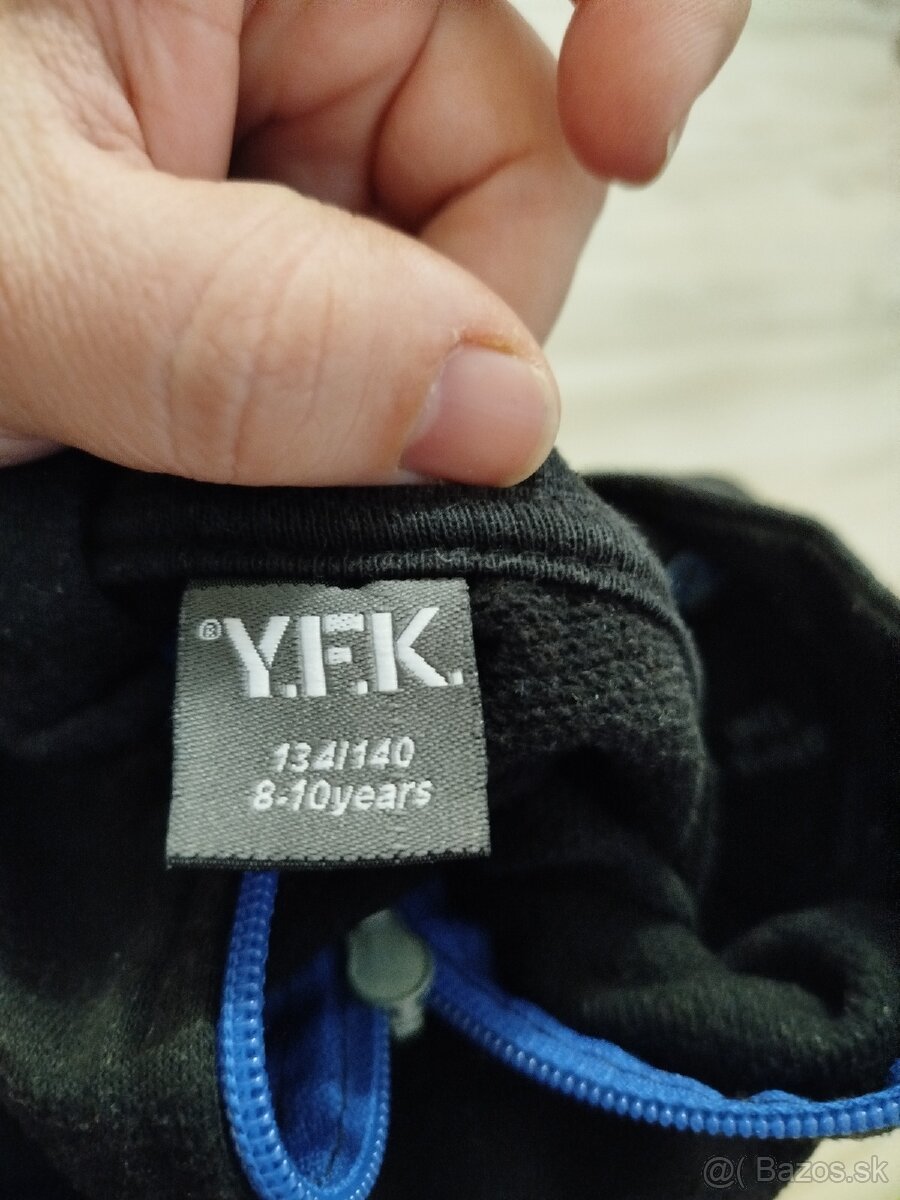 ® Y.F.K.
134/140
8-10years
@( Bazos.sk